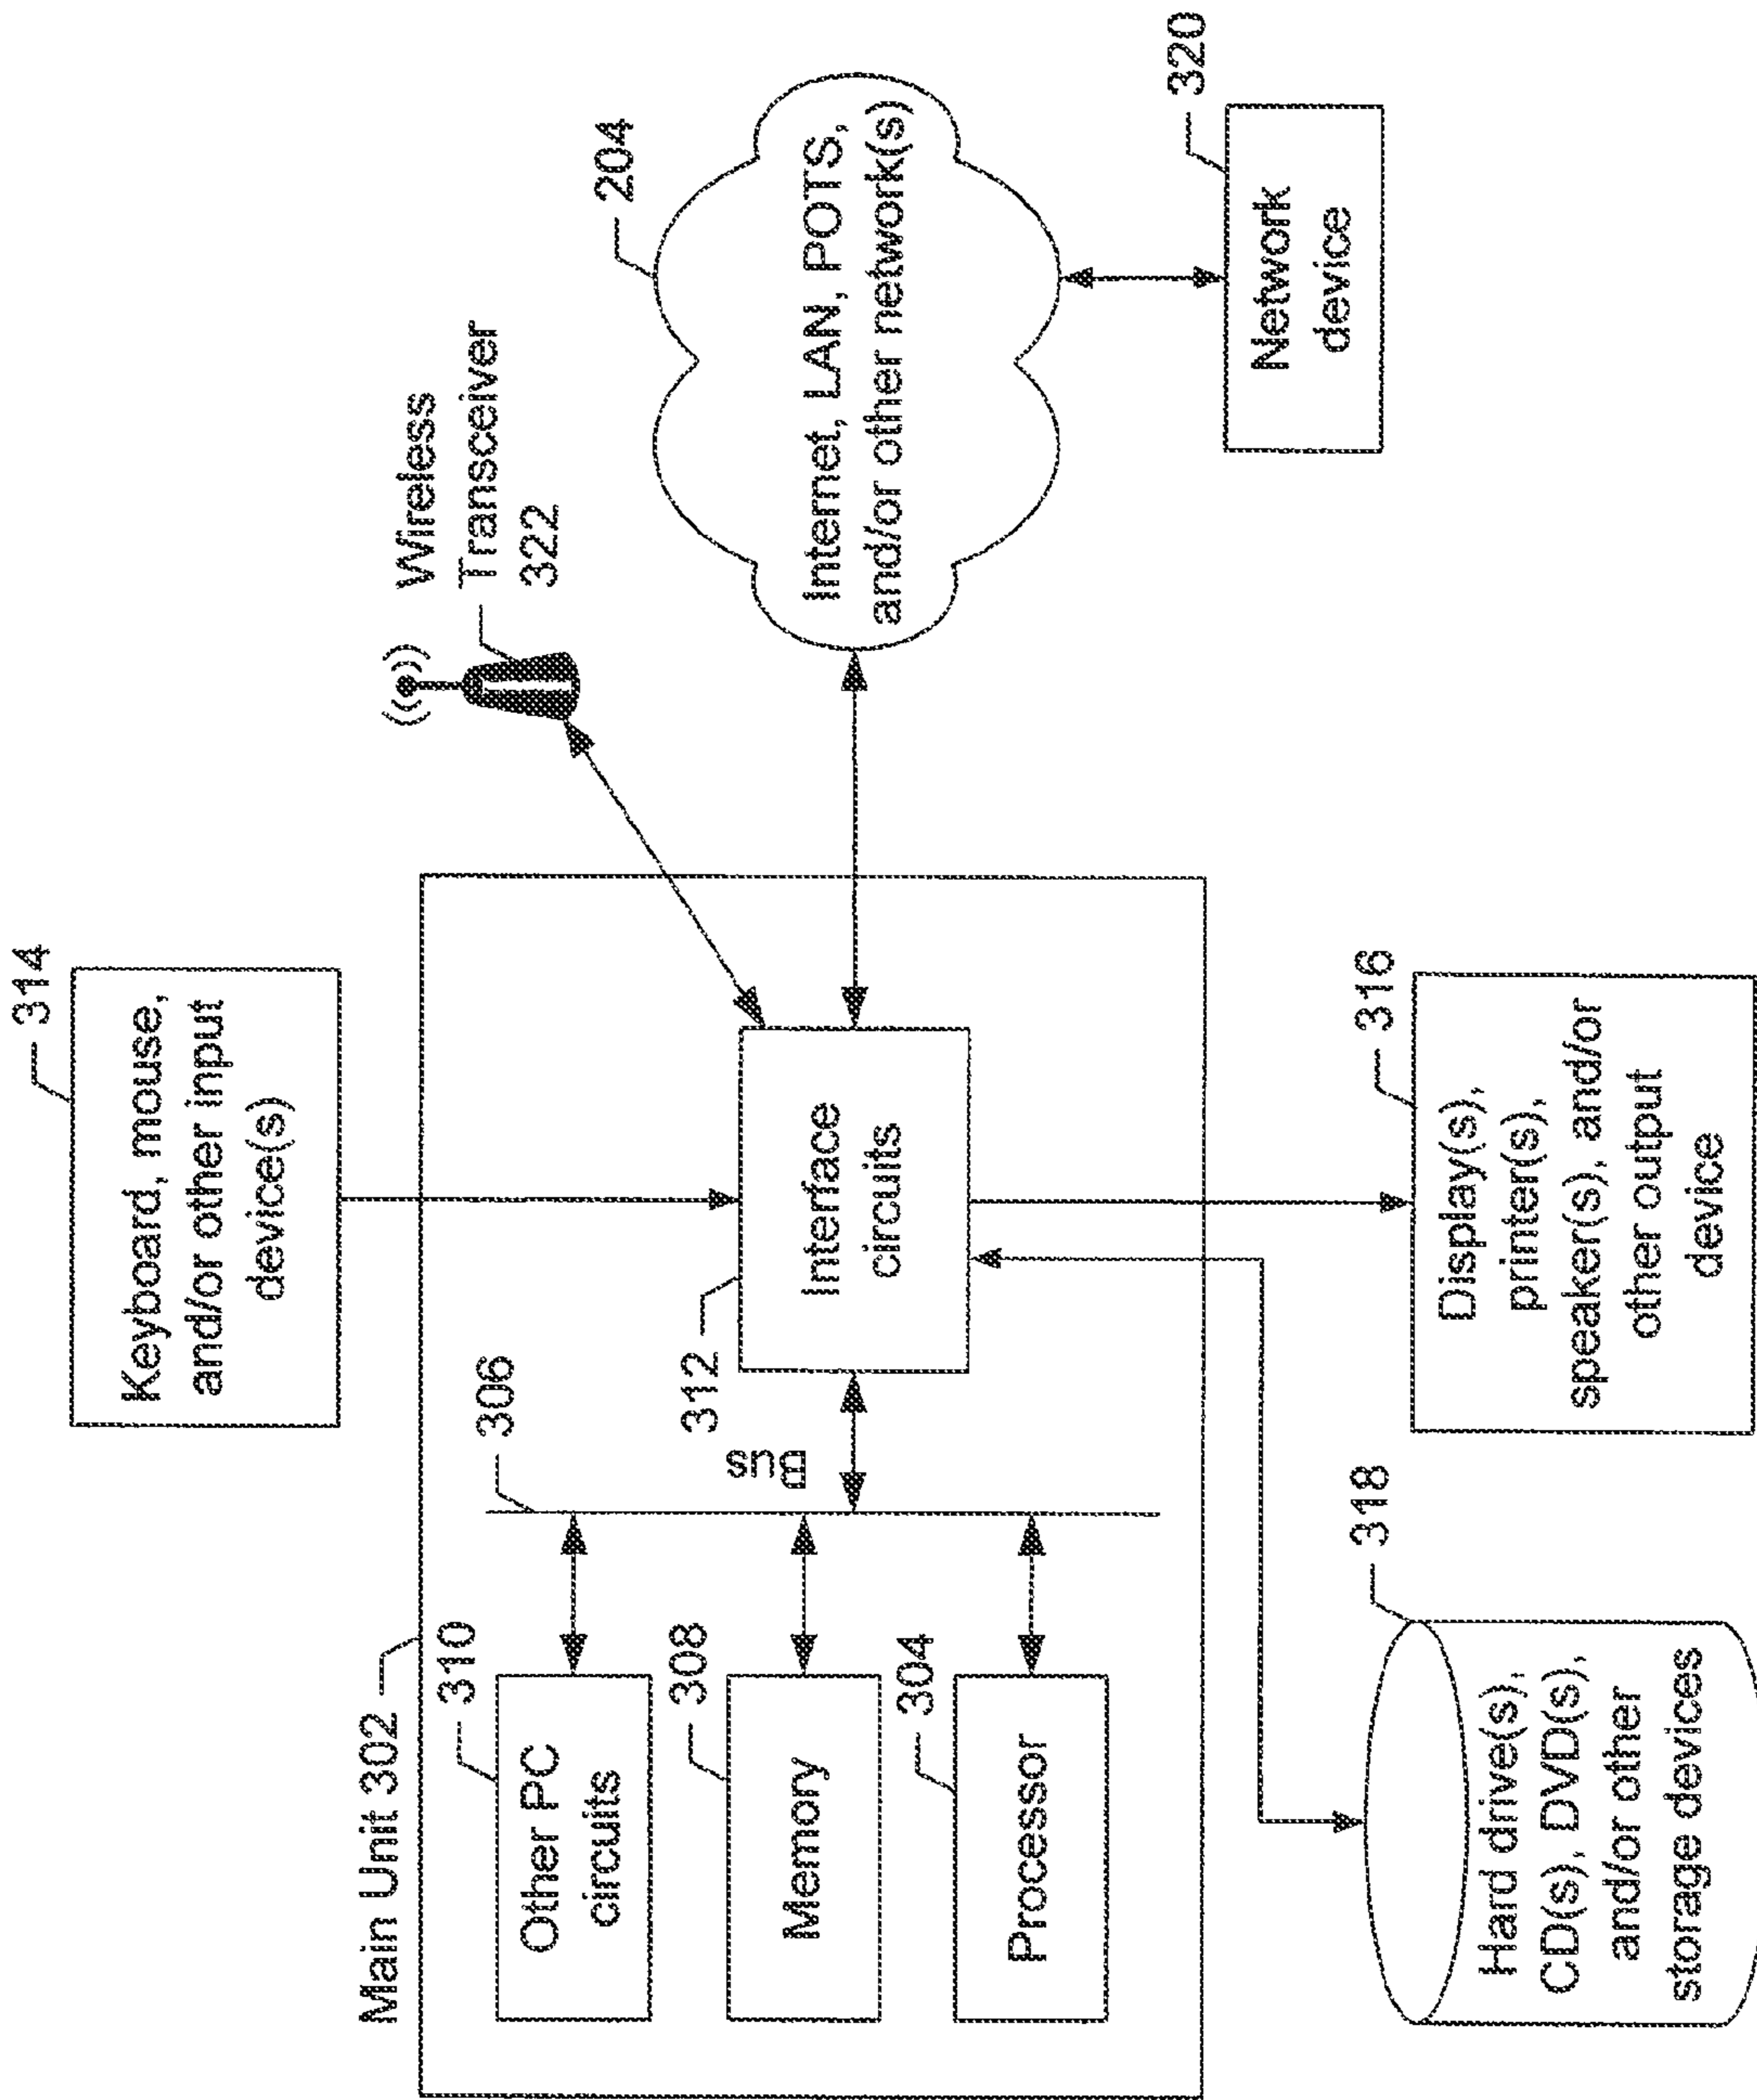 314
Keyboard, mouse,
and/or other input
device(s)
Wireless
Transceiver
322
204
Internet, LAN, POTS,
and/or other network(s)
320
Network
device
Main Unit 302
310
Other PC
circuits
308
Memory
304
Processor
306
Bus
312
Interface
circuits
318
Hard drive(s),
CD(s), DVD(s),
and/or other
storage devices
316
Display(s),
printer(s),
speaker(s), and/or
other output
device